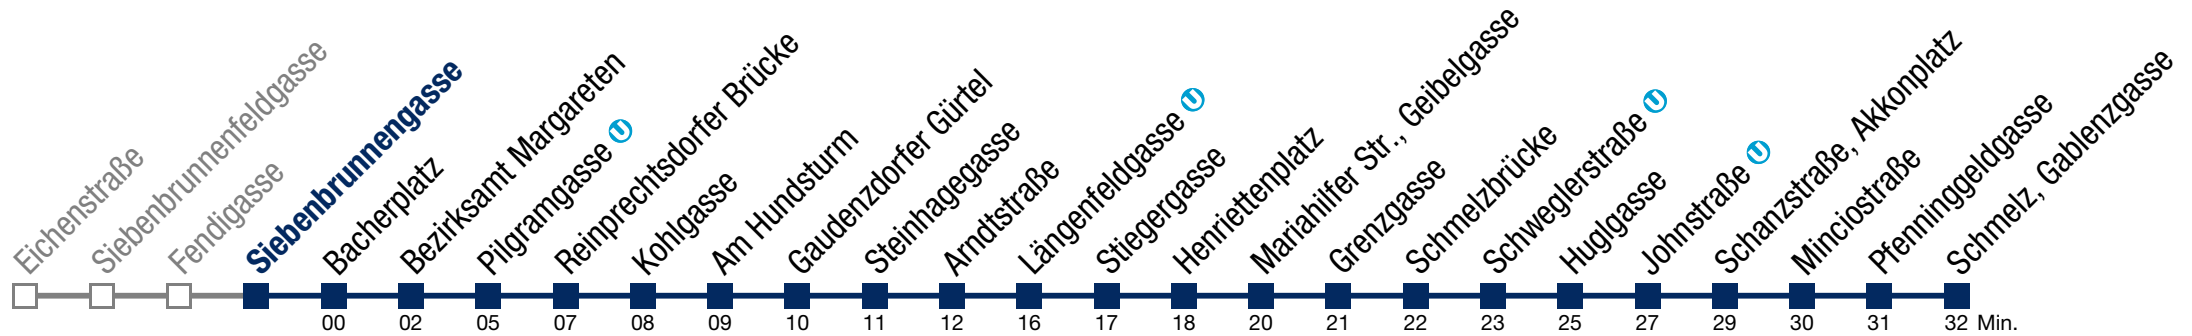 Eichenstraße
Siebenbrunnenfeldgasse
Fendigasse
Siebenbrunnengasse
Bacherplatz
Bezirksamt Margareten
Pilgramgasse
Reinprechtsdorfer Brücke
Kohlgasse
Am Hundsturm
Gaudenzdorfer Gürtel
Steinhagegasse
Arndtstraße
Längenfeldgasse
Stiegergasse
Henriettenplatz
Mariahilfer Str., Geibelgasse
Grenzgasse
Schmelzbrücke
Schweglerstraße
Huglgasse
Johnstraße
Schanzstraße, Akkonplatz
Minciostraße
Pfenninggeldgasse
Schmelz, Gablenzgasse
00 02 05 07 08 09 10 11 12 16 17 18 20 21 22 23 25 27 29 30 31 32 Min.